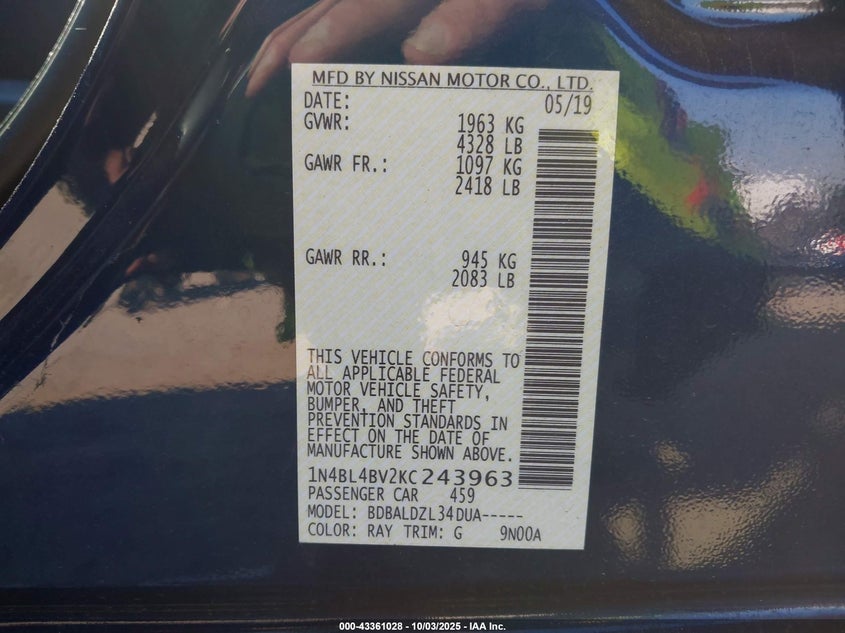 MFD BY NISSAN MOTOR CO., LTD.
DATE: 05/19
GVWR: 1963 KG
4328 LB
GAWR FR.: 1097 KG
2418 LB
GAWR RR.: 945 KG
2083 LB
THIS VEHICLE CONFORMS TO
ALL APPLICABLE FEDERAL
MOTOR VEHICLE SAFETY,
BUMPER, AND THEFT
PREVENTION STANDARDS IN
EFFECT ON THE DATE OF
MANUFACTURE SHOWN ABOVE.
1N4BL4BV2KC243963
PASSENGER CAR 459
MODEL: BDBALDZL34DUA-----
COLOR: RAY TRIM: G 9N00A
000-43361028 - 10/03/2025 - IAA Inc.